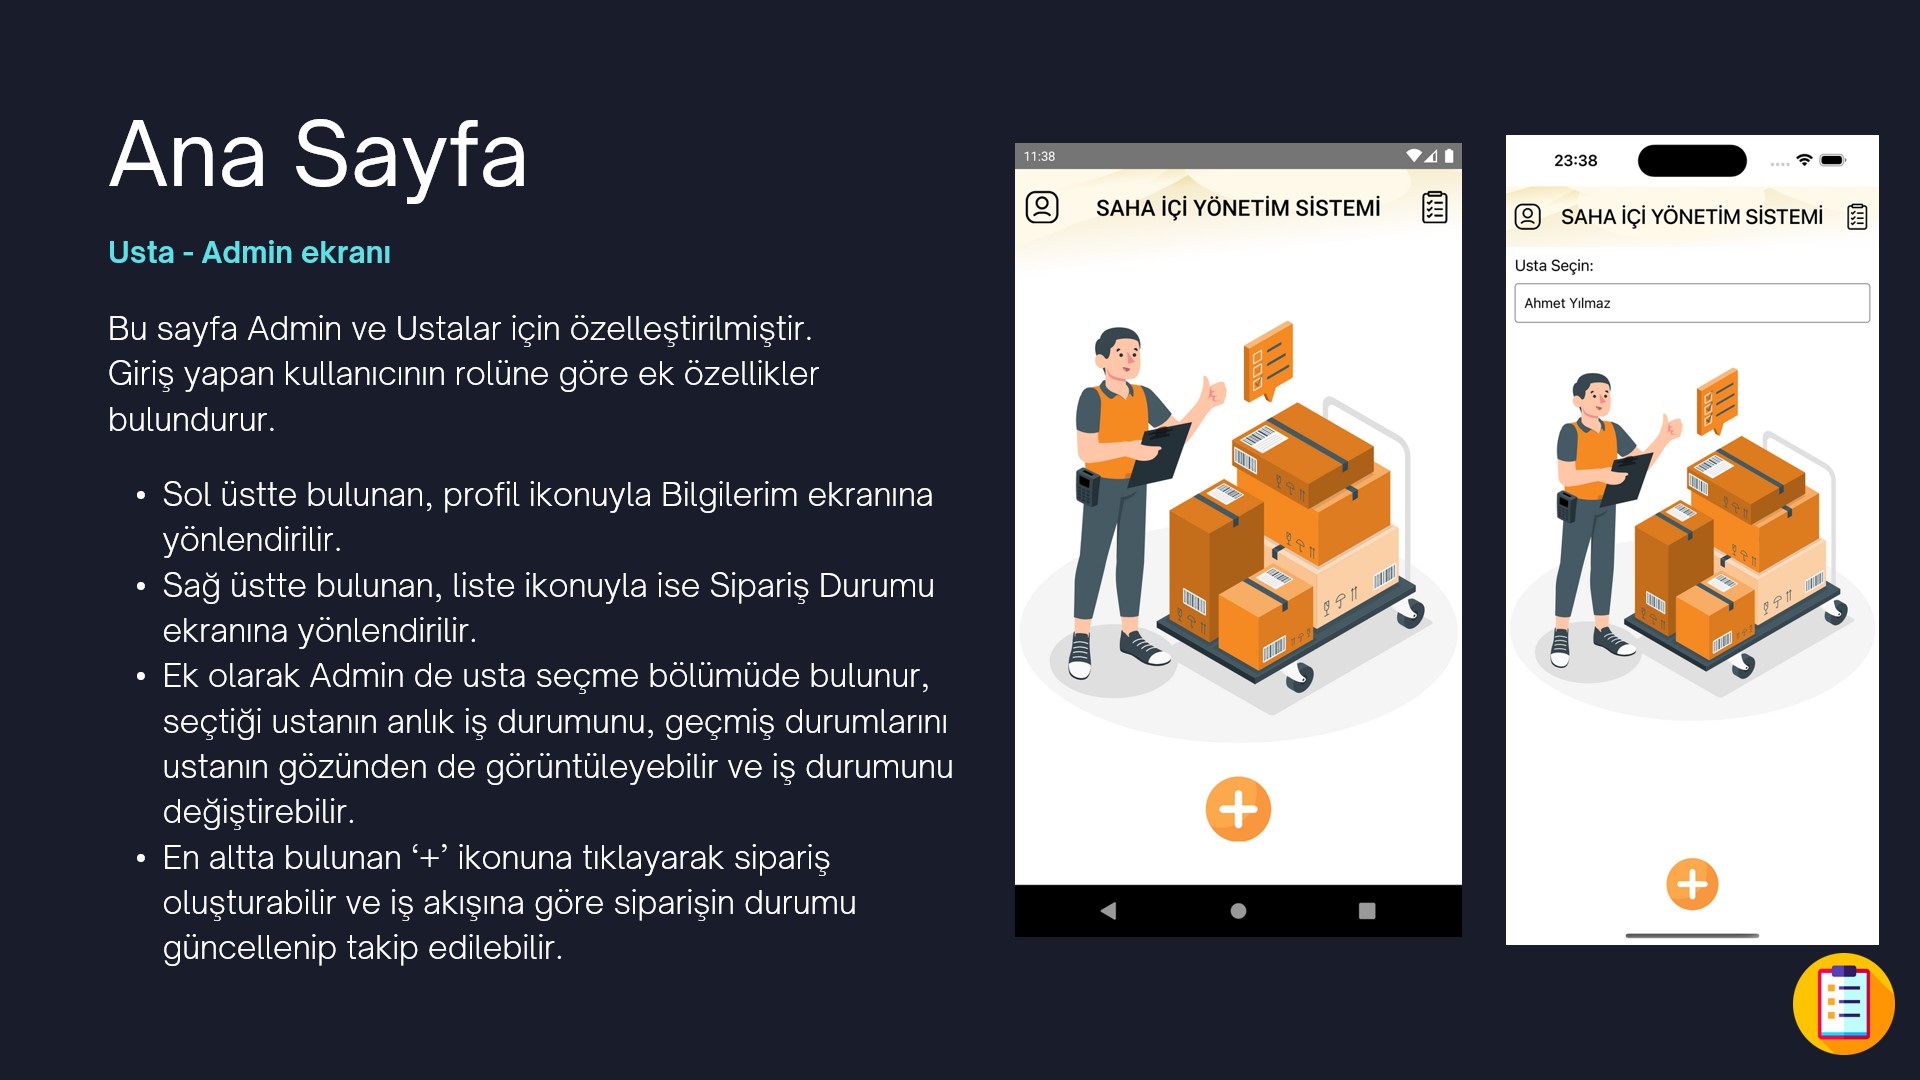 Ana Sayfa
Usta - Admin ekranı
Bu sayfa Admin ve Ustalar için özelleştirilmiştir.
Giriş yapan kullanıcının rolüne göre ek özellikler
bulundurur.
• Sol üstte bulunan, profil ikonuyla Bilgilerim ekranına
yönlendirilir.
• Sağ üstte bulunan, liste ikonuyla ise Sipariş Durumu
ekranına yönlendirilir.
• Ek olarak Admin de usta seçme bölümüde bulunur,
seçtiği ustanın anlık iş durumunu, geçmiş durumlarını
ustanın gözünden de görüntüleyebilir ve iş durumunu
değiştirebilir.
• En altta bulunan ‘+’ ikonuna tıklayarak sipariş
oluşturabilir ve iş akışına göre siparişin durumu
güncellenip takip edilebilir.
11:38
SAHA İÇİ YÖNETİM SİSTEMİ
23:38
SAHA İÇİ YÖNETİM SİSTEMİ
Usta Seçin:
Ahmet Yılmaz